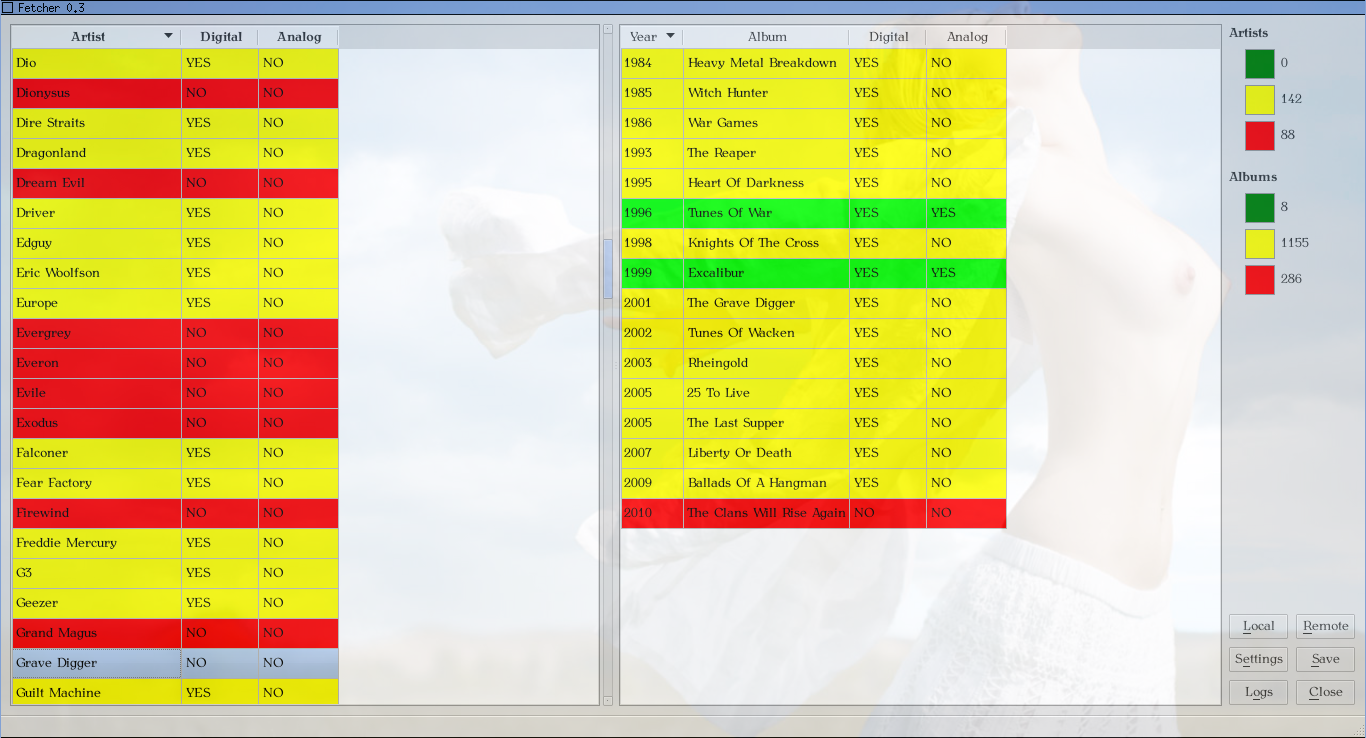 Fetcher 0.3
Artist Digital Analog
Dio YES NO
Dionysus NO NO
Dire Straits YES NO
Dragonland YES NO
Dream Evil NO NO
Driver YES NO
Edguy YES NO
Eric Woolfson YES NO
Europe YES NO
Evergrey NO NO
Everon NO NO
Evile NO NO
Exodus NO NO
Falconer YES NO
Fear Factory YES NO
Firewind NO NO
Freddie Mercury YES NO
G3 YES NO
Geezer YES NO
Grand Magus NO NO
Grave Digger NO NO
Guilt Machine YES NO
Year Album Digital Analog
1984 Heavy Metal Breakdown YES NO
1985 Witch Hunter YES NO
1986 War Games YES NO
1993 The Reaper YES NO
1995 Heart Of Darkness YES NO
1996 Tunes Of War YES YES
1998 Knights Of The Cross YES NO
1999 Excalibur YES YES
2001 The Grave Digger YES NO
2002 Tunes Of Wacken YES NO
2003 Rheingold YES NO
2005 25 To Live YES NO
2005 The Last Supper YES NO
2007 Liberty Or Death YES NO
2009 Ballads Of A Hangman YES NO
2010 The Clans Will Rise Again NO NO
Artists
0
142
88
Albums
8
1155
286
Local Remote
Settings Save
Logs Close